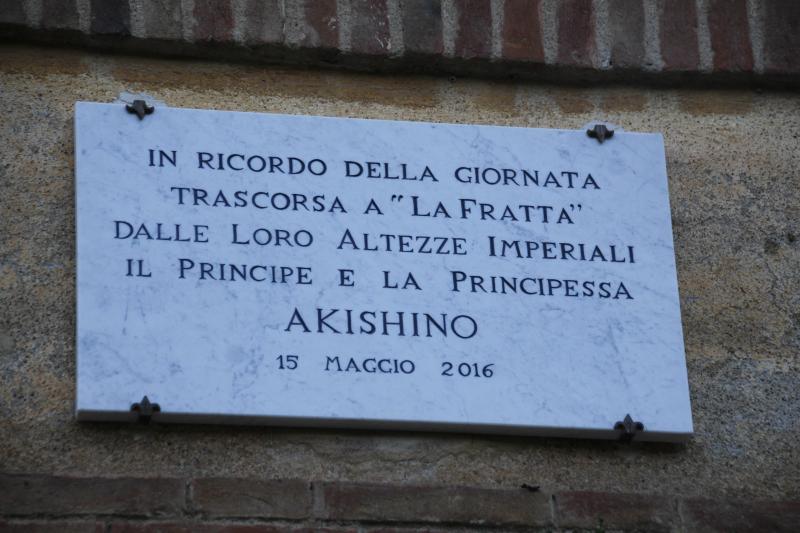 IN RICORDO DELLA GIORNATA
TRASCORSA A "LA FRATTA"
DALLE LORO ALTEZZE IMPERIALI
IL PRINCIPE E LA PRINCIPESSA
AKISHINO
15 MAGGIO 2016